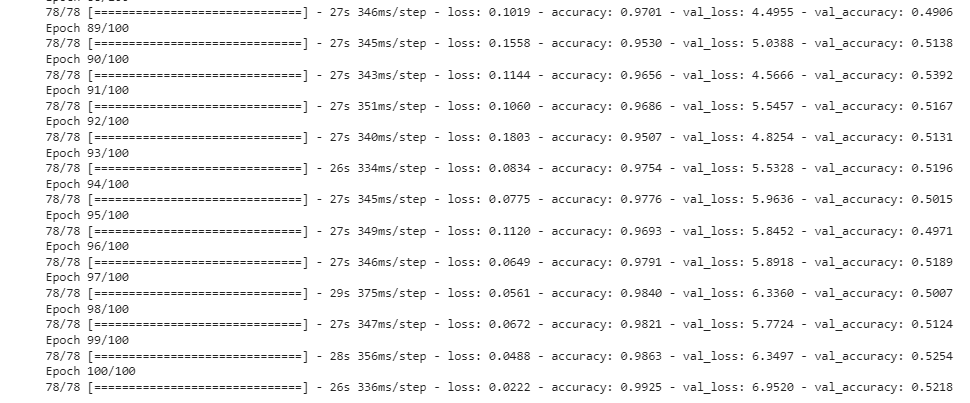 78/78 [==============================] - 27s 346ms/step - loss: 0.1019 - accuracy: 0.9701 - val_loss: 4.4955 - val_accuracy: 0.4906
Epoch 89/100
78/78 [==============================] - 27s 345ms/step - loss: 0.1558 - accuracy: 0.9530 - val_loss: 5.0388 - val_accuracy: 0.5138
Epoch 90/100
78/78 [==============================] - 27s 343ms/step - loss: 0.1144 - accuracy: 0.9656 - val_loss: 4.5666 - val_accuracy: 0.5392
Epoch 91/100
78/78 [==============================] - 27s 351ms/step - loss: 0.1060 - accuracy: 0.9686 - val_loss: 5.5457 - val_accuracy: 0.5167
Epoch 92/100
78/78 [==============================] - 27s 340ms/step - loss: 0.1803 - accuracy: 0.9507 - val_loss: 4.8254 - val_accuracy: 0.5131
Epoch 93/100
78/78 [==============================] - 26s 334ms/step - loss: 0.0834 - accuracy: 0.9754 - val_loss: 5.5328 - val_accuracy: 0.5196
Epoch 94/100
78/78 [==============================] - 27s 345ms/step - loss: 0.0775 - accuracy: 0.9776 - val_loss: 5.9636 - val_accuracy: 0.5015
Epoch 95/100
78/78 [==============================] - 27s 349ms/step - loss: 0.1120 - accuracy: 0.9693 - val_loss: 5.8452 - val_accuracy: 0.4971
Epoch 96/100
78/78 [==============================] - 27s 346ms/step - loss: 0.0649 - accuracy: 0.9791 - val_loss: 5.8918 - val_accuracy: 0.5189
Epoch 97/100
78/78 [==============================] - 29s 375ms/step - loss: 0.0561 - accuracy: 0.9840 - val_loss: 6.3360 - val_accuracy: 0.5007
Epoch 98/100
78/78 [==============================] - 27s 347ms/step - loss: 0.0672 - accuracy: 0.9821 - val_loss: 5.7724 - val_accuracy: 0.5124
Epoch 99/100
78/78 [==============================] - 28s 356ms/step - loss: 0.0488 - accuracy: 0.9863 - val_loss: 6.3497 - val_accuracy: 0.5254
Epoch 100/100
78/78 [==============================] - 26s 336ms/step - loss: 0.0222 - accuracy: 0.9925 - val_loss: 6.9520 - val_accuracy: 0.5218